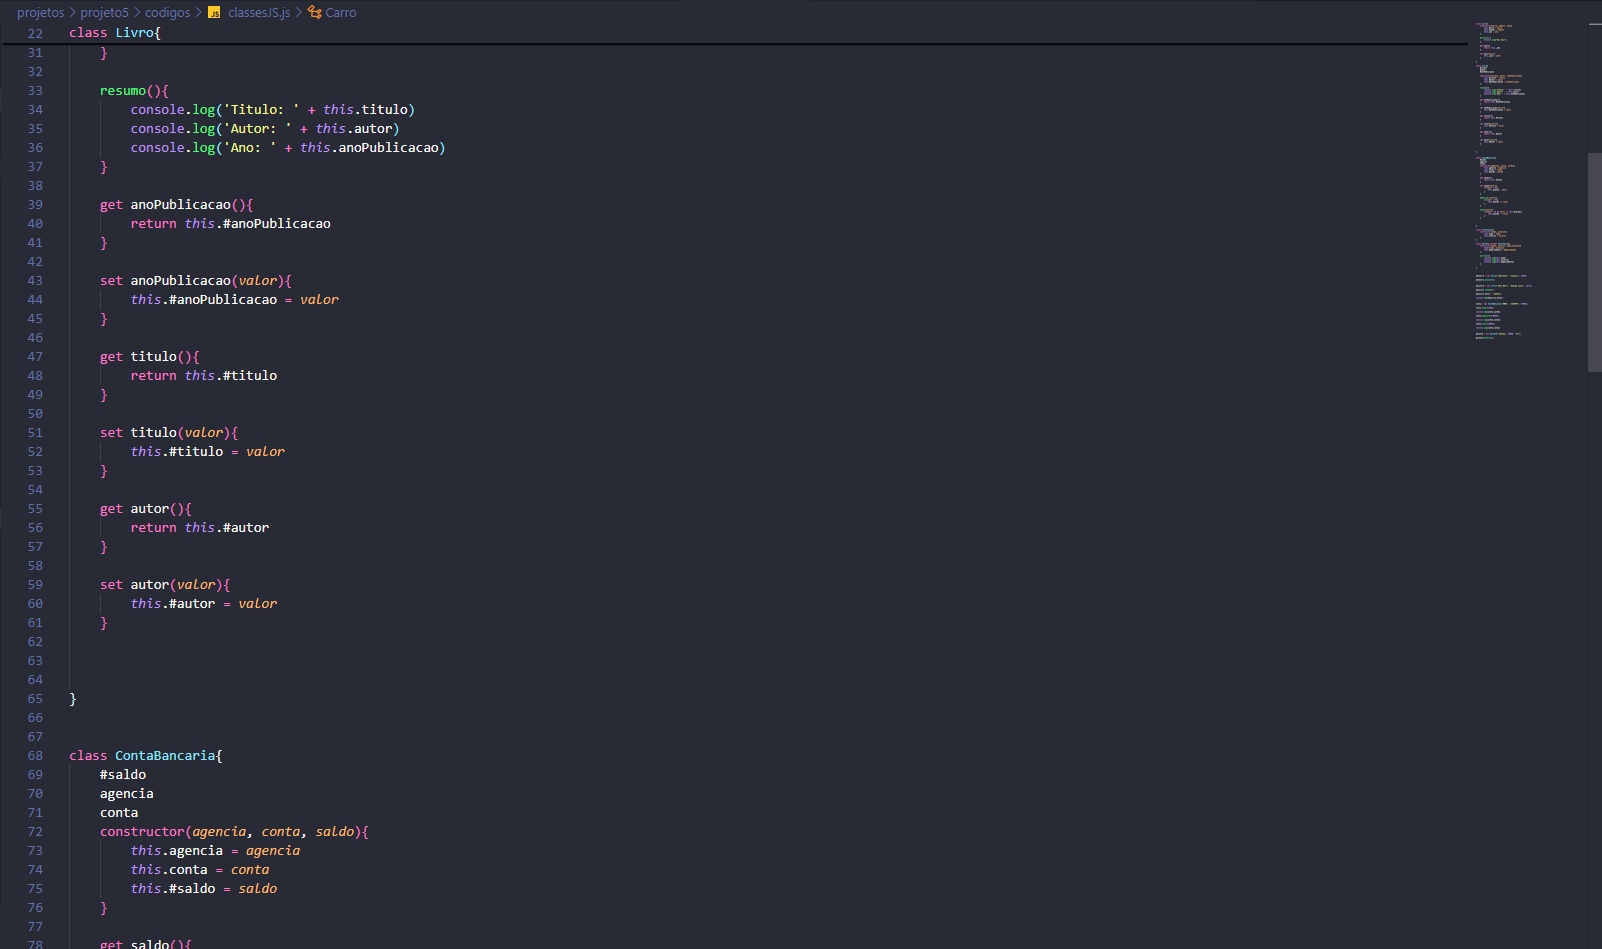 projetos > projeto5 > codigos > JS classesJS.js > Carro
22 class Livro{
31 }
32
33 resumo(){
34 console.log('Titulo: ' + this.titulo)
35 console.log('Autor: ' + this.autor)
36 console.log('Ano: ' + this.anoPublicacao)
37 }
38
39 get anoPublicacao(){
40 return this.#anoPublicacao
41 }
42
43 set anoPublicacao(valor){
44 this.#anoPublicacao = valor
45 }
46
47 get titulo(){
48 return this.#titulo
49 }
50
51 set titulo(valor){
52 this.#titulo = valor
53 }
54
55 get autor(){
56 return this.#autor
57 }
58
59 set autor(valor){
60 this.#autor = valor
61 }
62
63
64
65 }
66
67
68 class ContaBancaria{
69 #saldo
70 agencia
71 conta
72 constructor(agencia, conta, saldo){
73 this.agencia = agencia
74 this.conta = conta
75 this.#saldo = saldo
76 }
77
78 get saldo(){